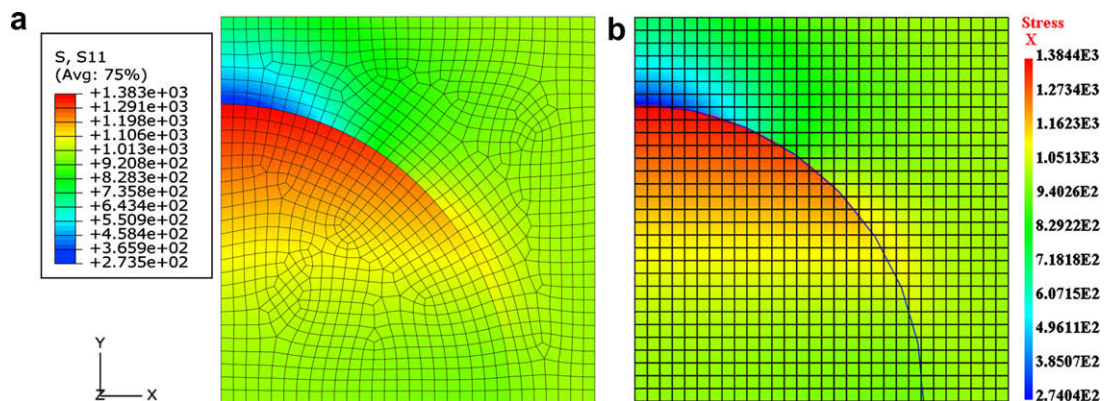 a
S, S11
(Avg: 75%)
+1.383e+03
+1.291e+03
+1.198e+03
+1.106e+03
+1.013e+03
+9.208e+02
+8.283e+02
+7.358e+02
+6.434e+02
+5.509e+02
+4.584e+02
+3.659e+02
+2.735e+02
Y
Z
X
b
Stress
X
1.3844E3
1.2734E3
1.1623E3
1.0513E3
9.4026E2
8.2922E2
7.1818E2
6.0715E2
4.9611E2
3.8507E2
2.7404E2